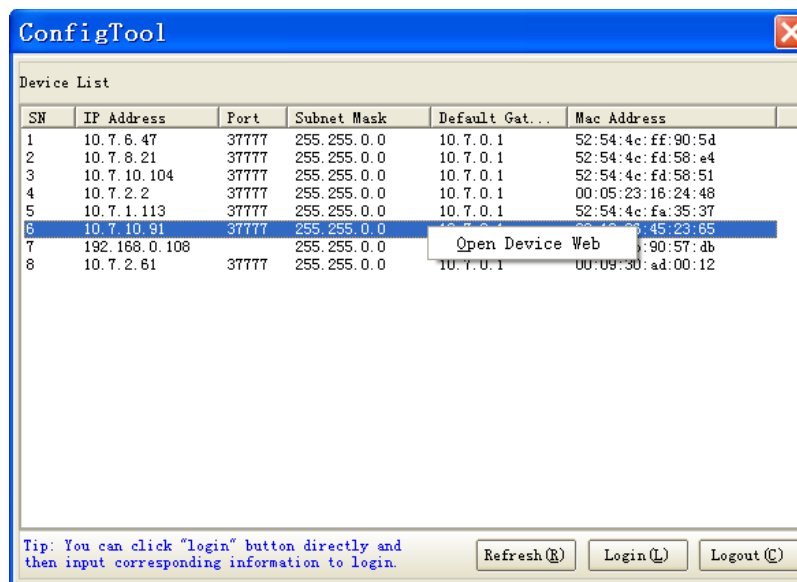 ConfigTool
Device List
SN IP Address Port Subnet Mask Default Gat... Mac Address
1 10.7.6.47 37777 255.255.0.0 10.7.0.1 52:54:4c:ff:90:5d
2 10.7.8.21 37777 255.255.0.0 10.7.0.1 52:54:4c:fd:58:e4
3 10.7.10.104 37777 255.255.0.0 10.7.0.1 52:54:4c:fd:58:51
4 10.7.2.2 37777 255.255.0.0 10.7.0.1 00:05:23:16:24:48
5 10.7.1.113 37777 255.255.0.0 10.7.0.1 52:54:4c:fa:35:37
6 10.7.10.91 37777 255.255.0.0 :45:23:65
Open Device Web
7 192.168.0.108 255.255.0.0 :90:57:db
8 10.7.2.61 37777 255.255.0.0 10.7.0.1 00:09:30:ad:00:12
Tip: You can click "login" button directly and
then input corresponding information to login.
Refresh(R) Login(L) Logout(C)